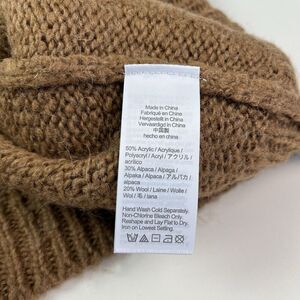 Made in China
Fabriqué en Chine
Hergestellt in China
Vervaardigd in China
中国製
hecho en china
50% Acrylic / Acrylique /
Polyacryl / Acryl / アクリル /
acrílico
30% Alpaca / Alpaga /
Alpaka / Alpaca / アルパカ /
alpaca
20% Wool / Laine / Wolle /
Wol / 毛 / lana
Hand Wash Cold Separately.
Non-Chlorine Bleach Only.
Reshape and Lay Flat to Dry.
Iron on Lowest Setting.